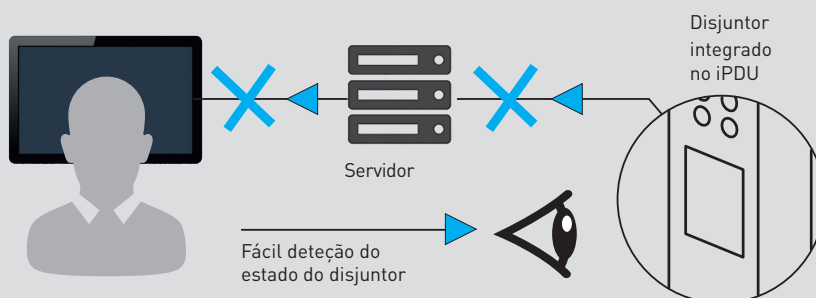 Disjuntor
integrado
no iPDU
Servidor
Fácil deteção do
estado do disjuntor